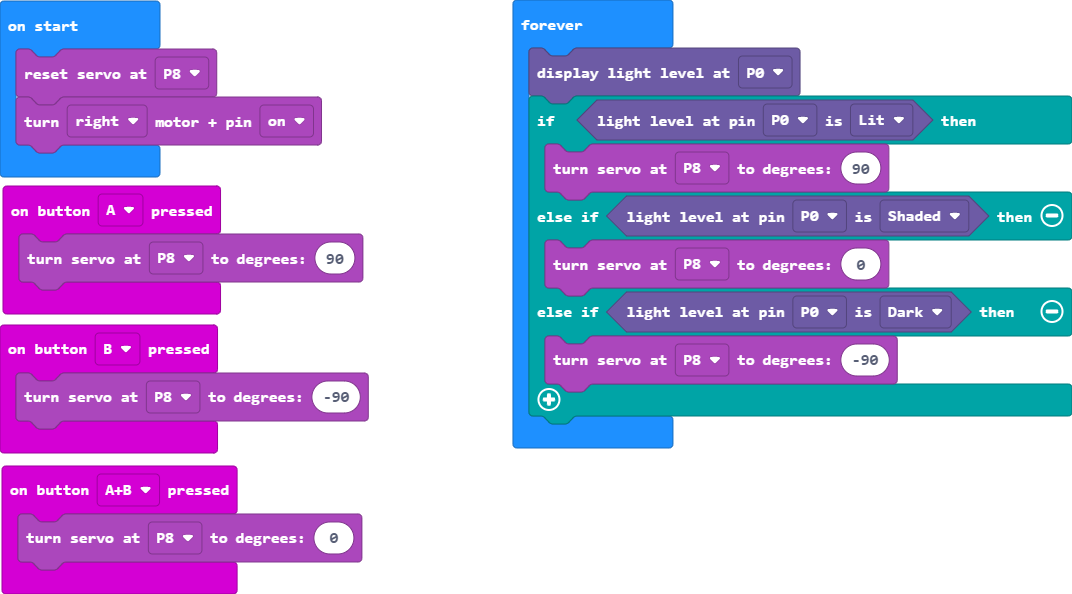 on start
reset servo at P8
turn right motor + pin on
on button A pressed
turn servo at P8 to degrees: 90
on button B pressed
turn servo at P8 to degrees: -90
on button A+B pressed
turn servo at P8 to degrees: 0
forever
display light level at P0
if light level at pin P0 is Lit then
turn servo at P8 to degrees: 90
else if light level at pin P0 is Shaded then
turn servo at P8 to degrees: 0
else if light level at pin P0 is Dark then
turn servo at P8 to degrees: -90